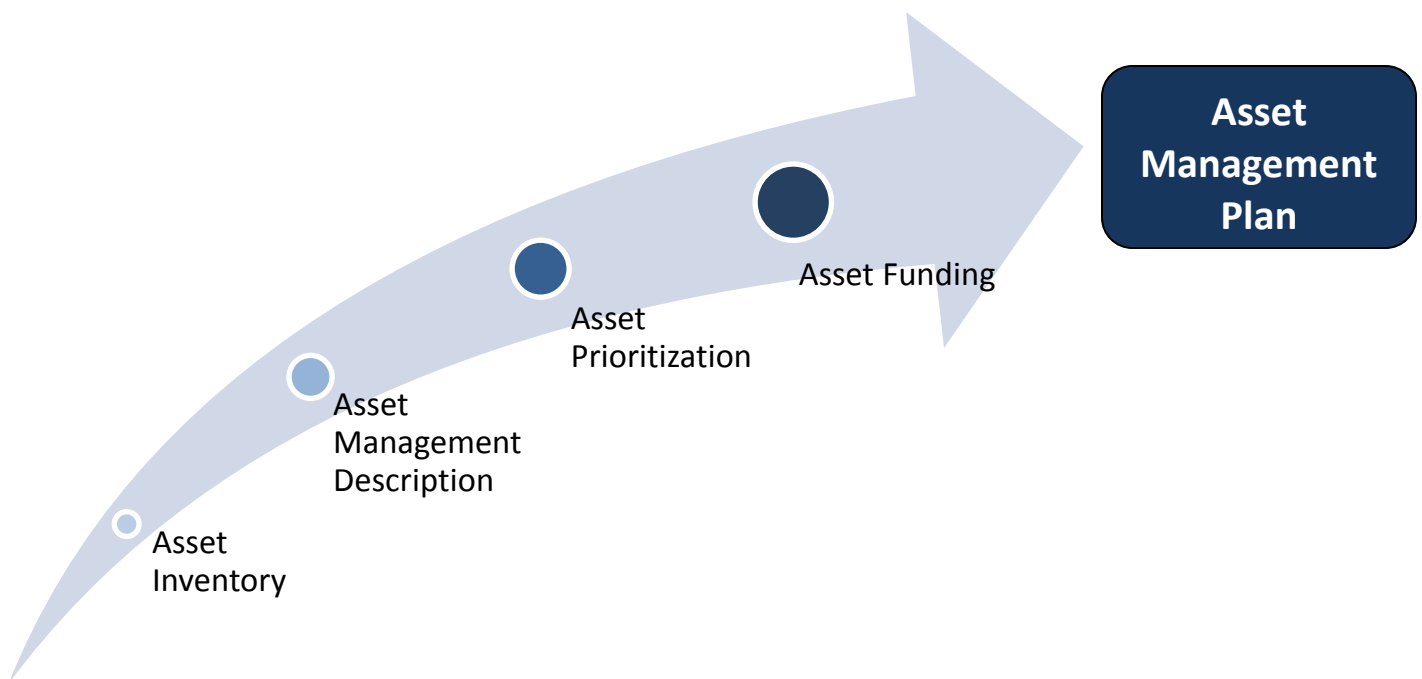 Asset
Management
Plan
Asset Funding
Asset
Prioritization
Asset
Management
Description
Asset
Inventory